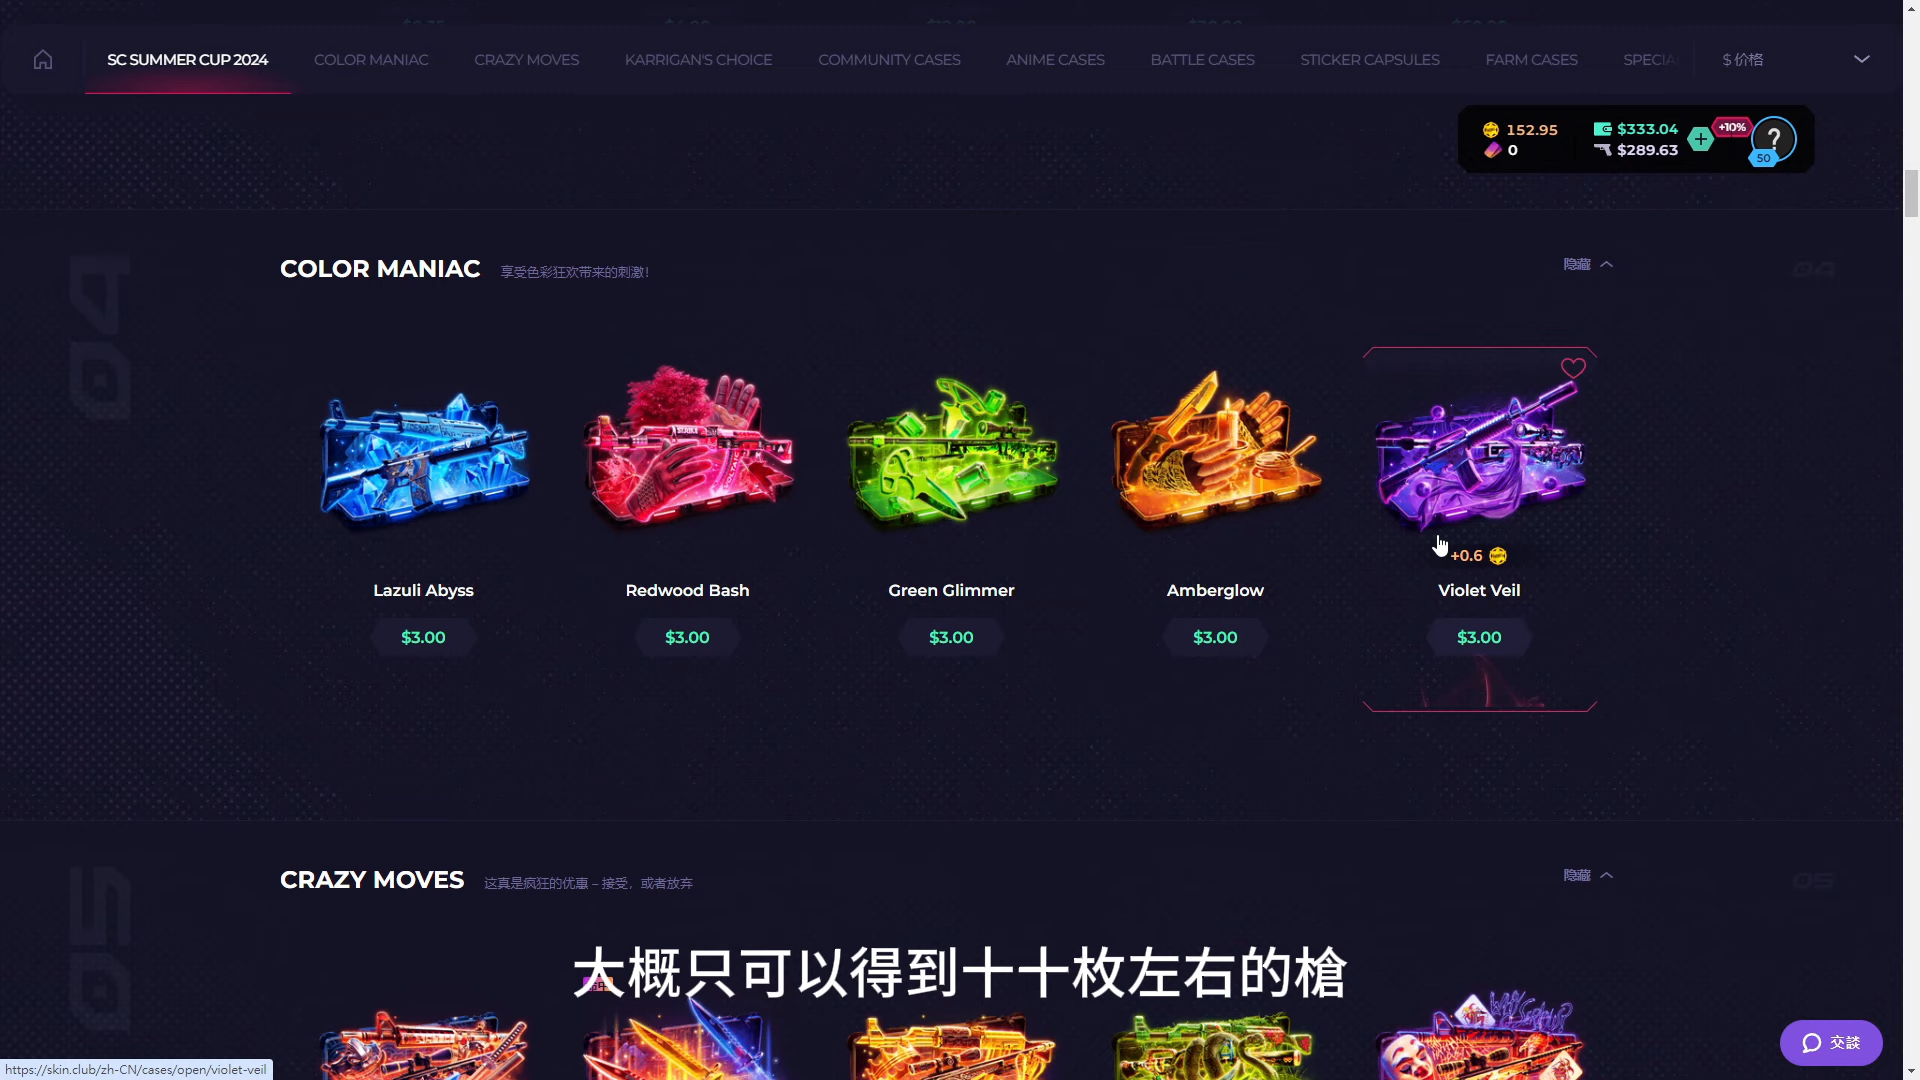 SC SUMMER CUP 2024
COLOR MANIAC
CRAZY MOVES
KARRIGAN'S CHOICE
COMMUNITY CASES
ANIME CASES
BATTLE CASES
STICKER CAPSULES
FARM CASES
SPECIA
$ 价格
152.95
$333.04
+10%
0
$289.63
50
04
COLOR MANIAC
享受色彩狂欢带来的刺激!
隐藏
04
+0.6
Lazuli Abyss
Redwood Bash
Green Glimmer
Amberglow
Violet Veil
$3.00
$3.00
$3.00
$3.00
$3.00
05
CRAZY MOVES
这真是疯狂的优惠 – 接受，或者放弃
隐藏
05
大概只可以得到十十枚左右的槍
交談
https://skin.club/zh-CN/cases/open/violet-veil